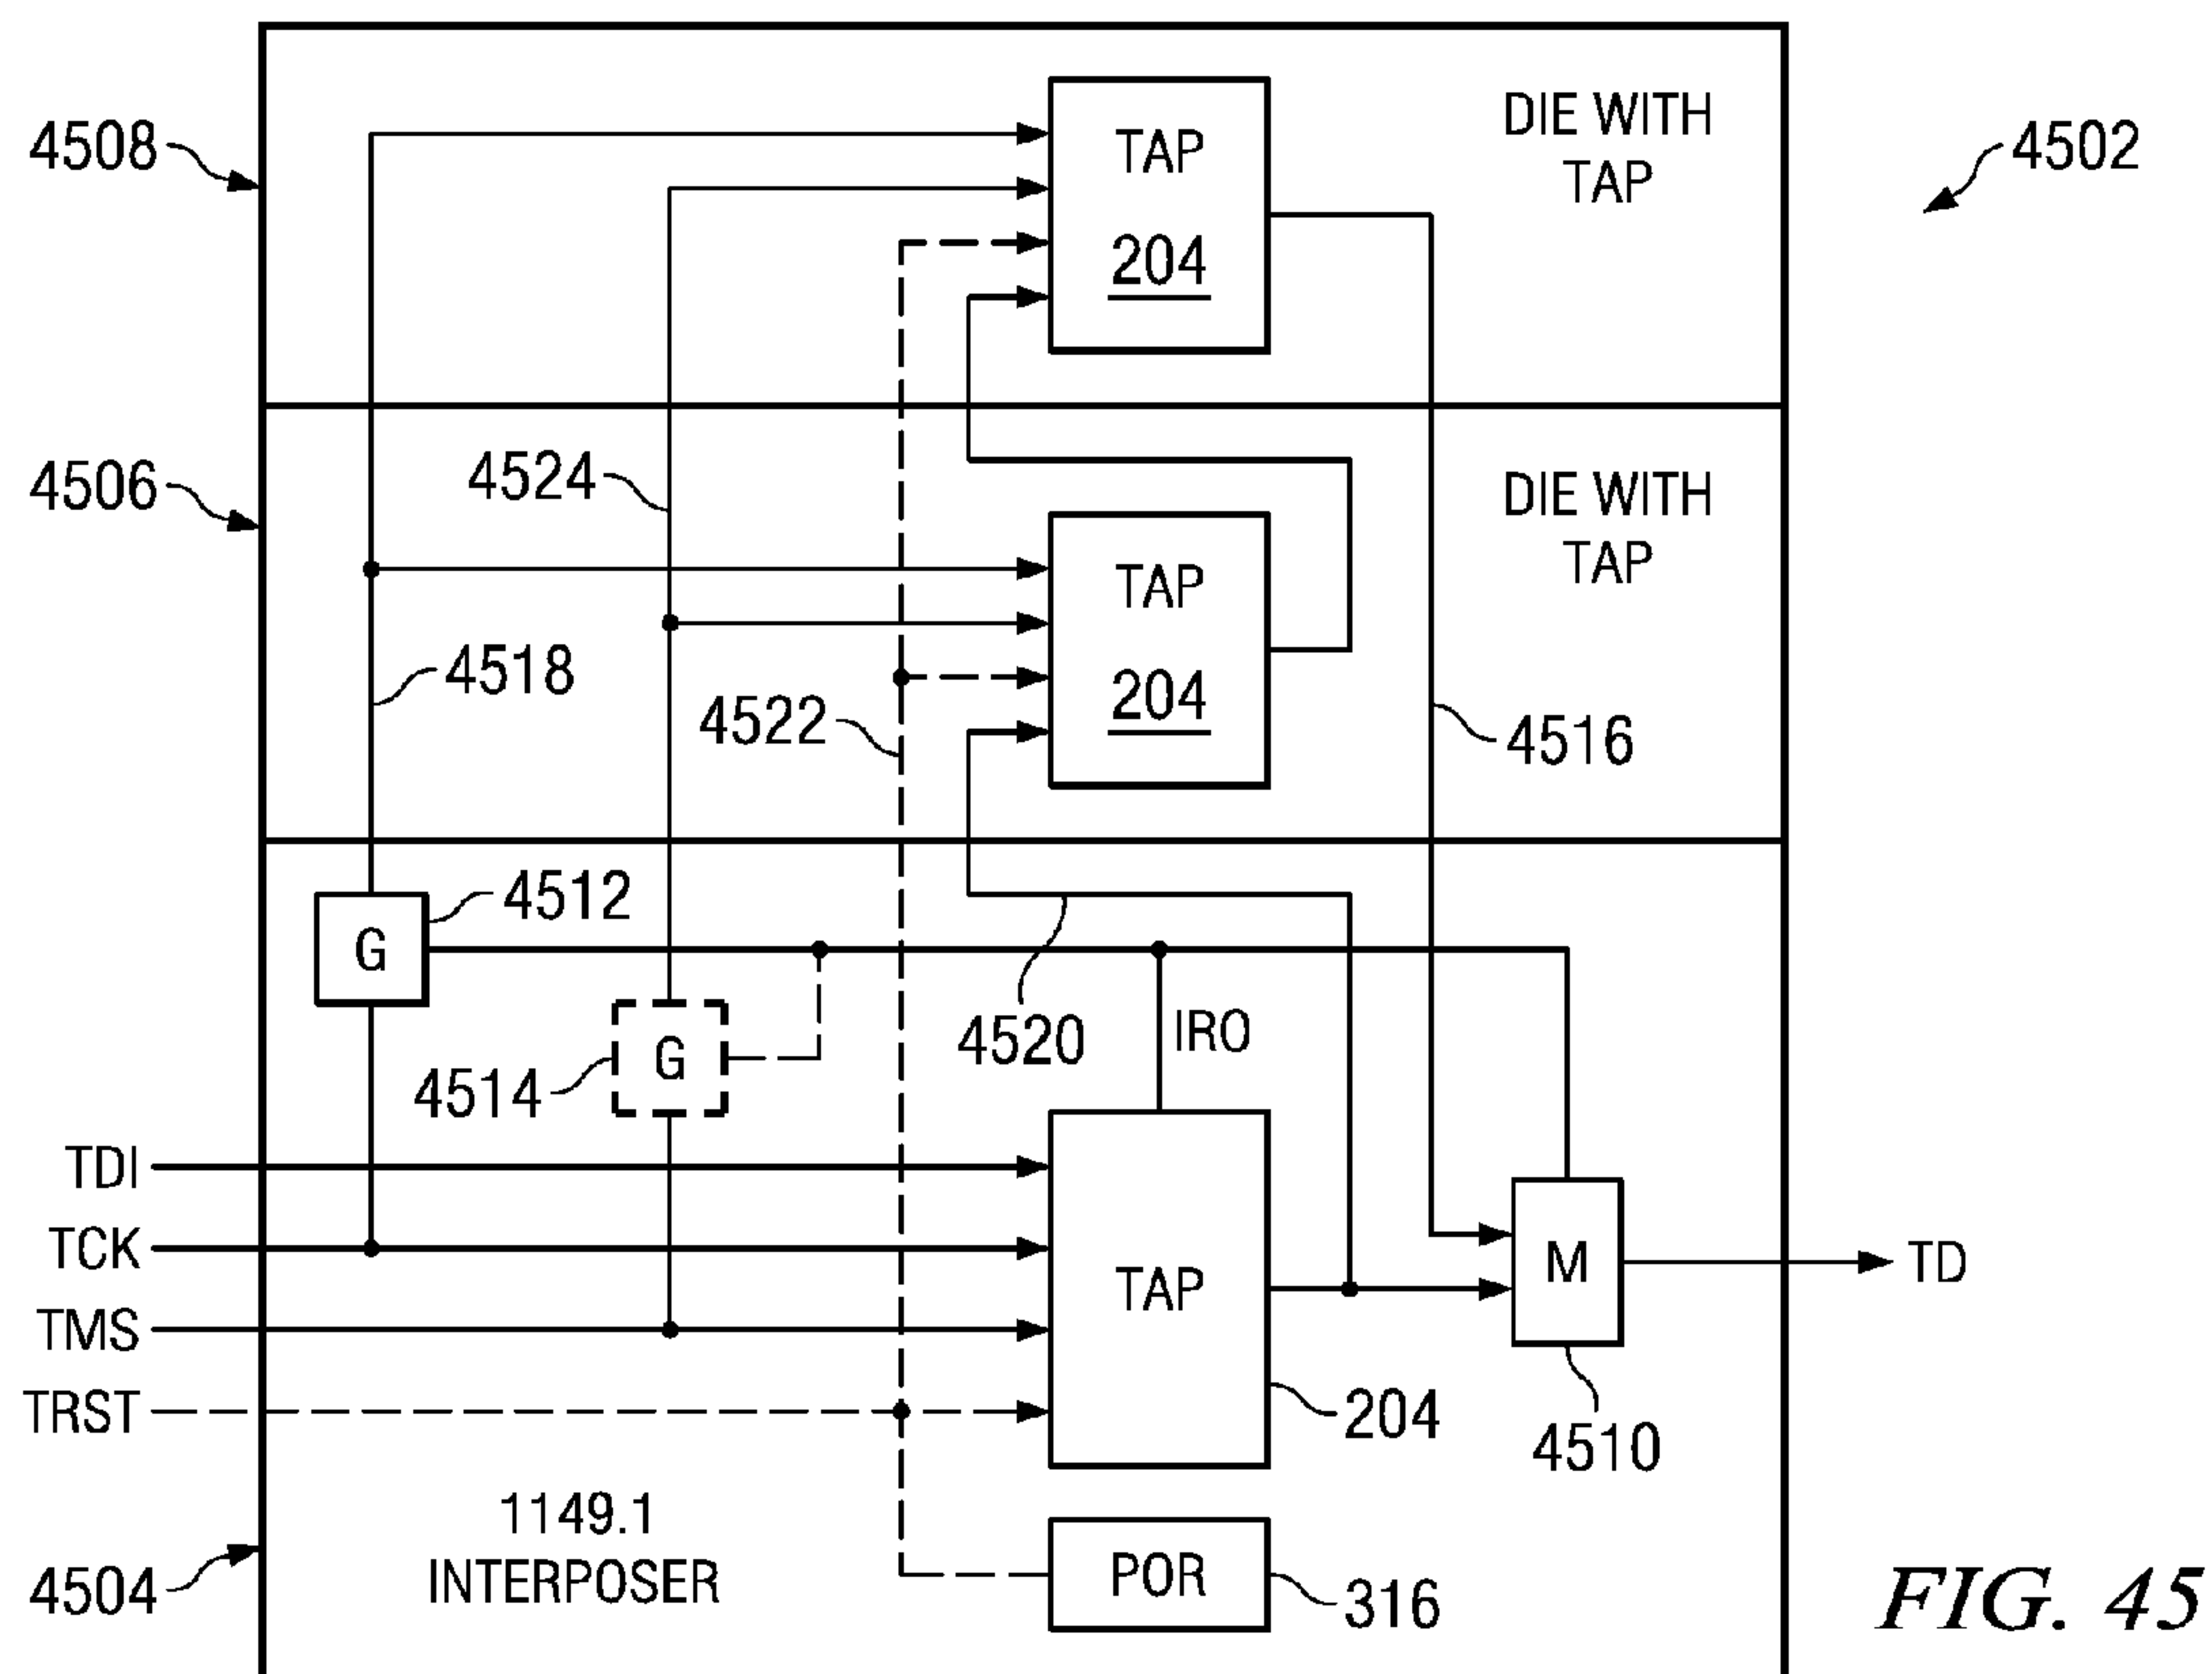 DIE WITH
TAP
4508
TAP
204
4502
4506
4524
DIE WITH
TAP
TAP
204
4518
4522
4516
4512
G
4520
IRO
G
4514
TDI
TCK
TMS
TRST
TAP
M
TD
204
4510
1149.1
INTERPOSER
4504
POR
316
FIG. 45